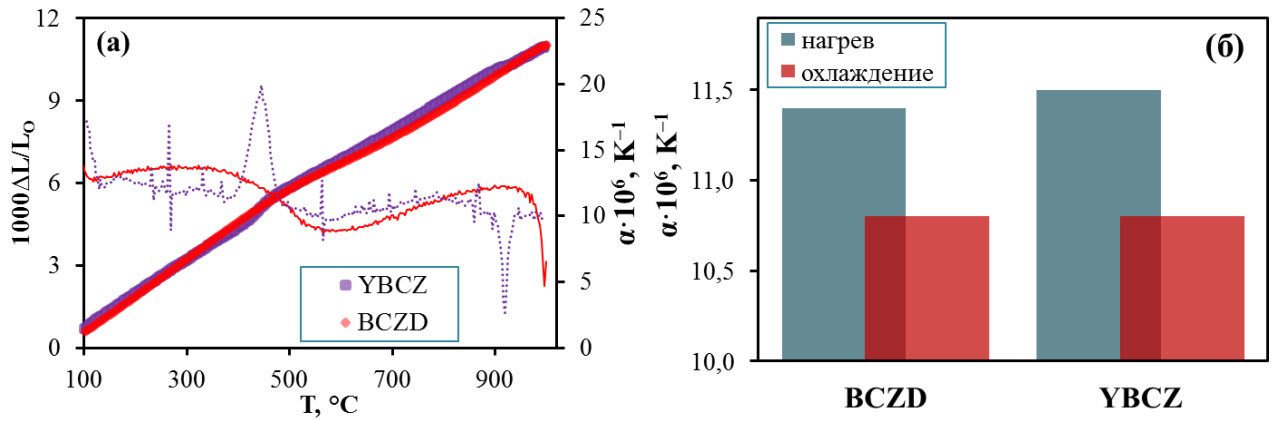 (а)
1000ΔL/L_O
12
9
6
3
0
100
300
500
700
900
T, °C
25
20
15
10
5
0
α·10⁶, K⁻¹
YBCZ
BCZD
(б)
α·10⁶, K⁻¹
11,5
11,0
10,5
10,0
нагрев
охлаждение
BCZD
YBCZ